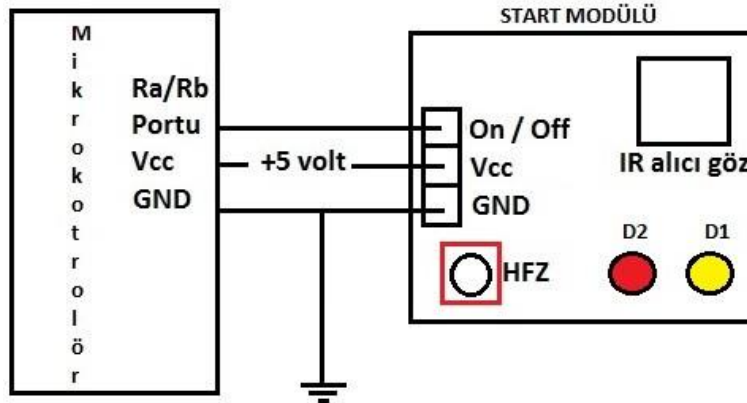 START MODÜLÜ
Mikrokotrolör
Ra/Rb
Portu
Vcc
GND
+5 volt
On / Off
Vcc
GND
HFZ
IR alıcı göz
D2
D1